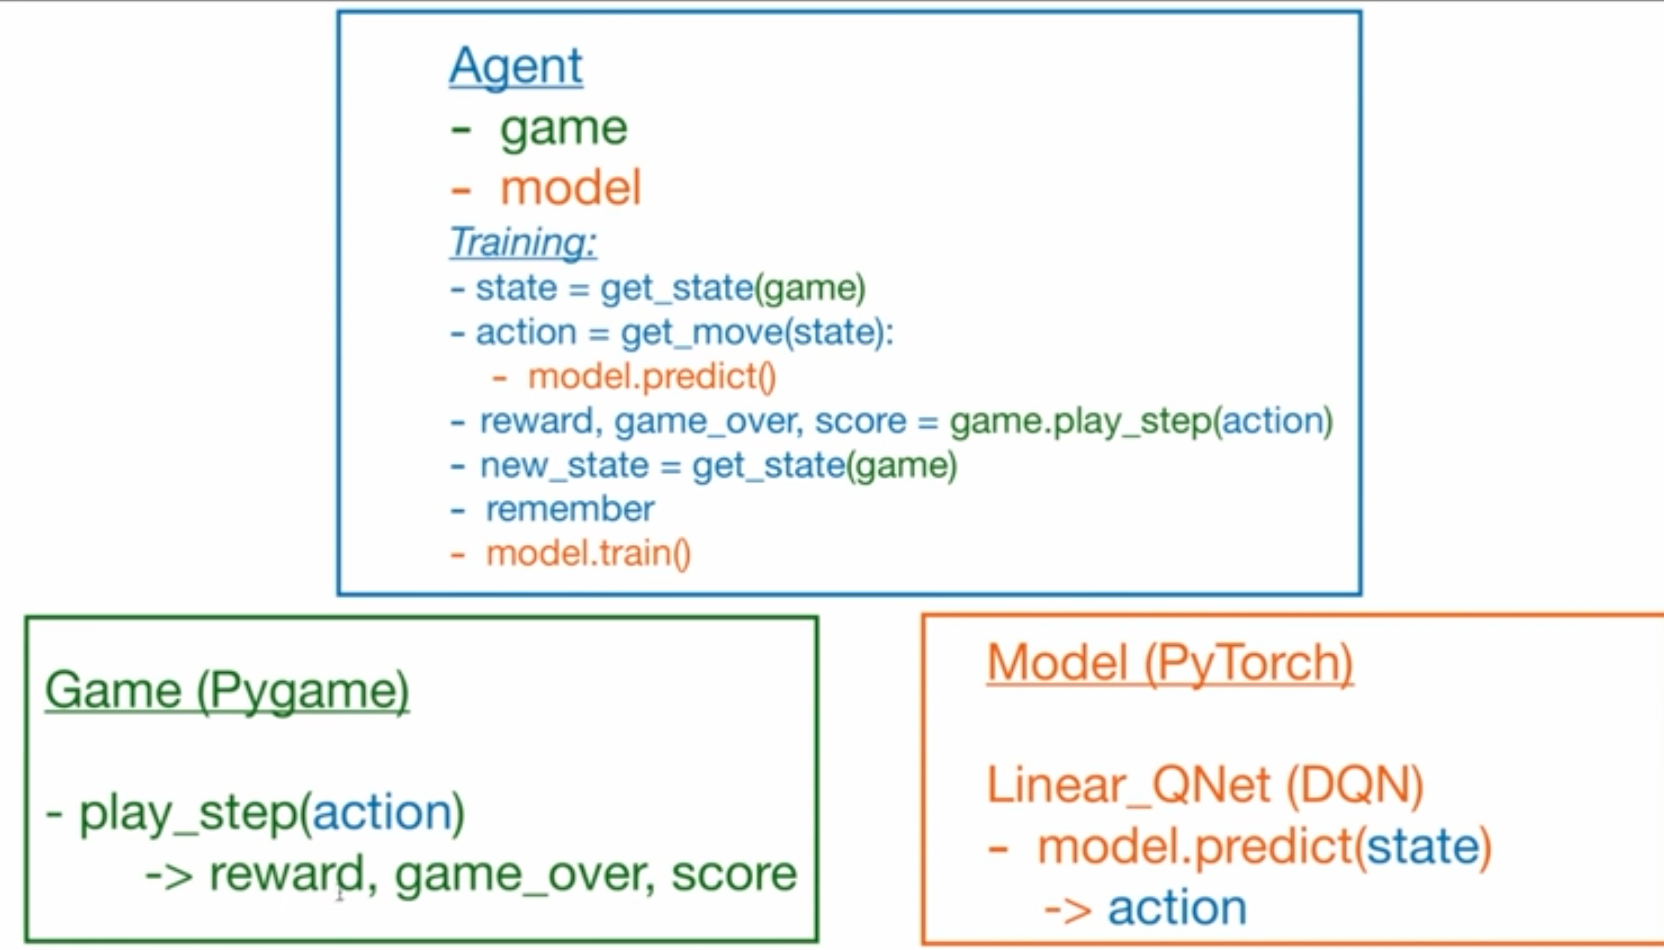 Agent
- game
- model
Training:
- state = get_state(game)
- action = get_move(state):
- model.predict()
- reward, game_over, score = game.play_step(action)
- new_state = get_state(game)
- remember
- model.train()
Game (Pygame)
- play_step(action)
-> reward, game_over, score
Model (PyTorch)
Linear_QNet (DQN)
- model.predict(state)
-> action